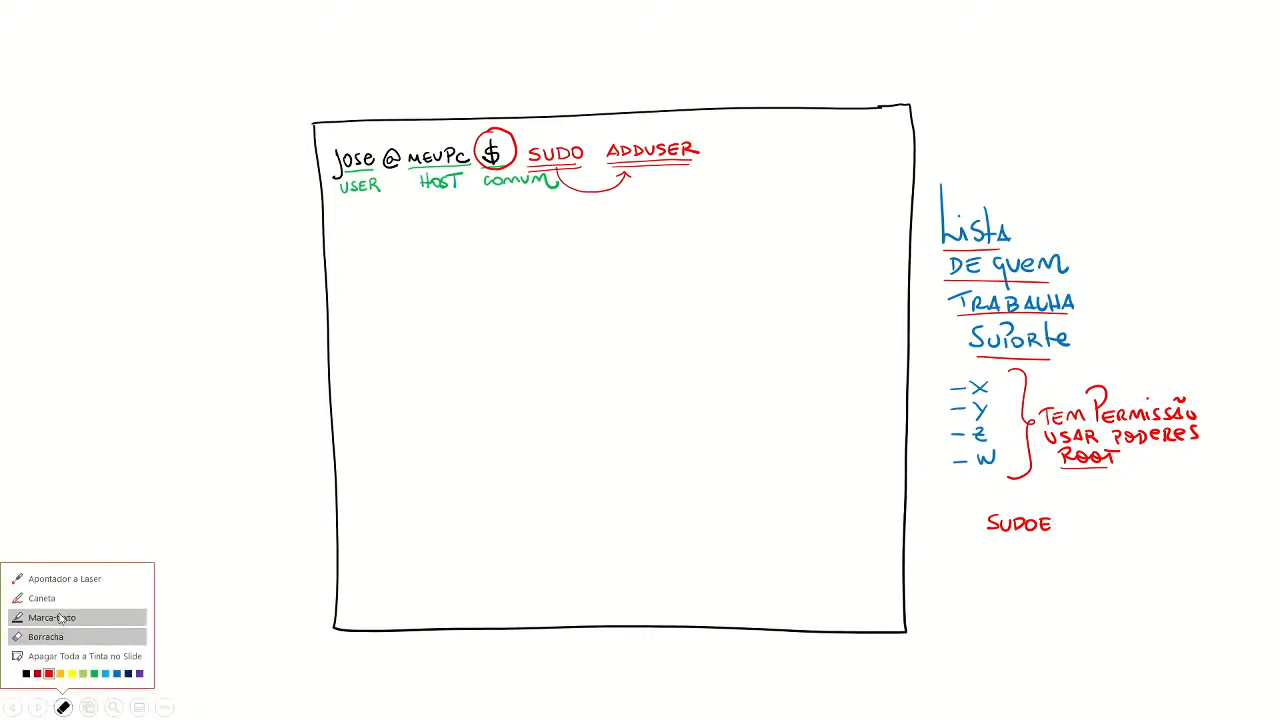 jose @ MEUPC $ SUDO ADDUSER
USER HOST COMUM
LISTA
DE QUEM
TRABALHA
SUPORTE
- X
- Y
- Z
- W
TEM PERMISSÃO
USAR PODERES
ROOT
SUDOE
Apontador a Laser
Caneta
Marca-texto
Borracha
Apagar Toda a Tinta no Slide